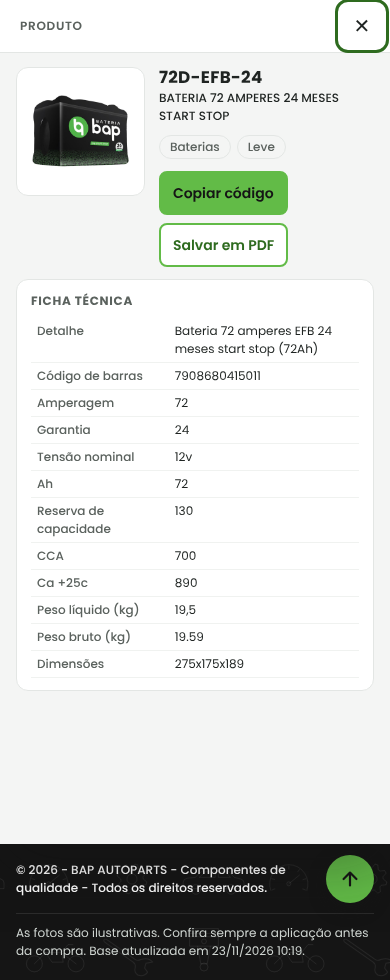 PRODUTO
72D-EFB-24
BATERIA 72 AMPERES 24 MESES
START STOP
bap
Baterias
Leve
Copiar código
Salvar em PDF
FICHA TÉCNICA
Detalhe
Bateria 72 amperes EFB 24
meses start stop (72Ah)
Código de barras 7908680415011
Amperagem 72
Garantia 24
Tensão nominal 12v
Ah 72
Reserva de
capacidade
130
CCA 700
Ca +25c 890
Peso líquido (kg) 19,5
Peso bruto (kg) 19.59
Dimensões 275x175x189
© 2026 - BAP AUTOPARTS - Componentes de
qualidade - Todos os direitos reservados.
As fotos são ilustrativas. Confira sempre a aplicação antes
da compra. Base atualizada em 23/11/2026 10:19.